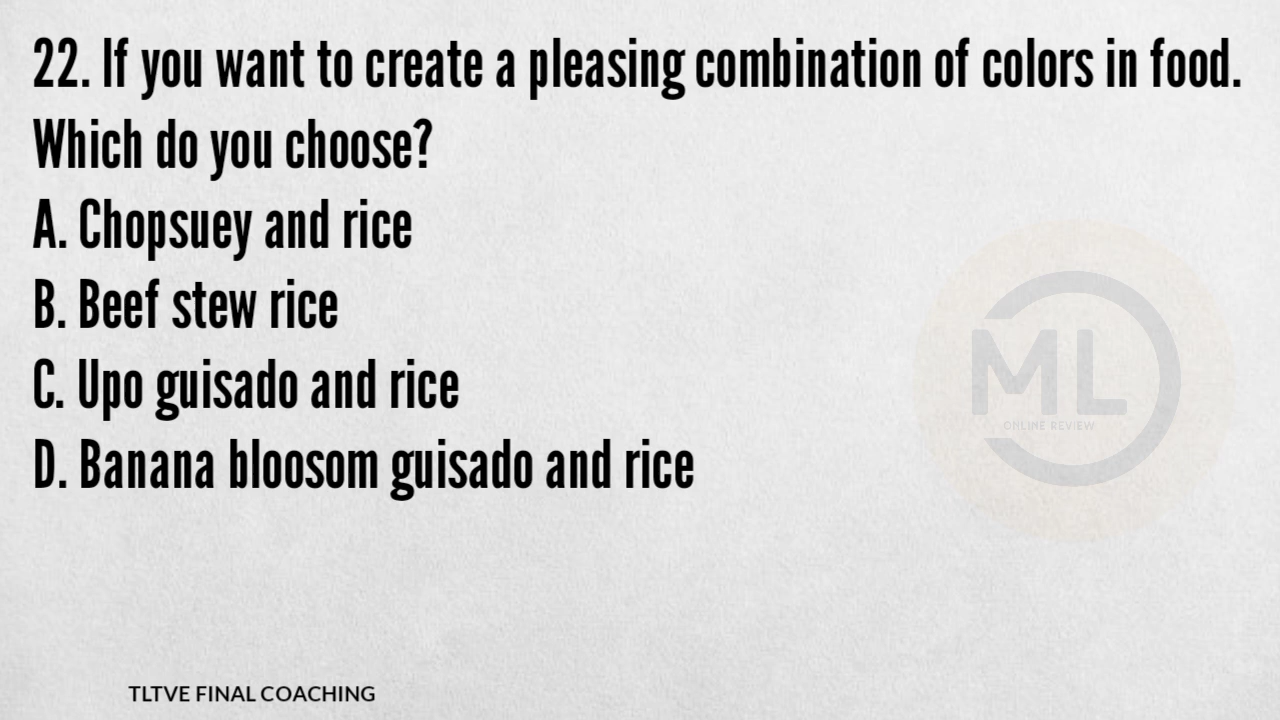 22. If you want to create a pleasing combination of colors in food.
Which do you choose?
A. Chopsuey and rice
B. Beef stew rice
C. Upo guisado and rice
D. Banana bloosom guisado and rice
ML
ONLINE REVIEW
TLTVE FINAL COACHING